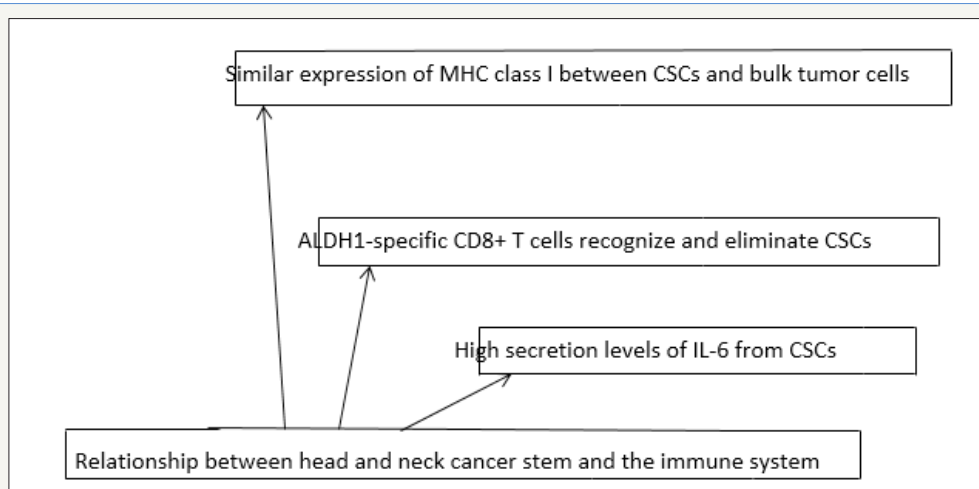 Similar expression of MHC class I between CSCs and bulk tumor cells
ALDH1-specific CD8+ T cells recognize and eliminate CSCs
High secretion levels of IL-6 from CSCs
Relationship between head and neck cancer stem and the immune system